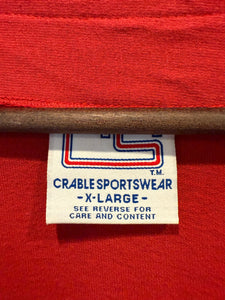 T.M.
CRABLE SPORTSWEAR
-X-LARGE-
SEE REVERSE FOR
CARE AND CONTENT